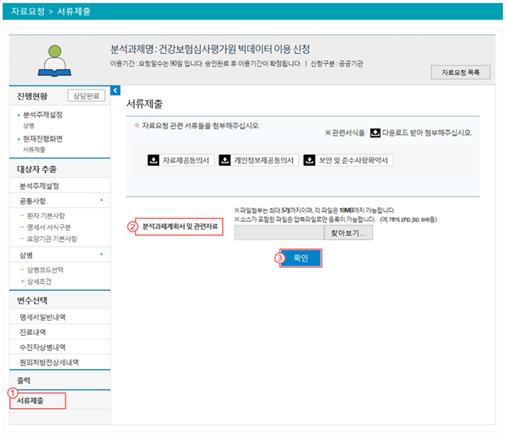 자료요청 > 서류제출
분석과제명 : 건강보험심사평가원 빅데이터 이용 신청
이용기간 : 요청일수는 90일 입니다. 승인완료 후 이용기간이 확정됩니다. | 신청구분 : 공공기관
자료요청 목록
진행현황 상담완료
분석주제설정
상병
현재진행화면
서류제출
대상자 추출
분석주제설정
공통사항
- 환자 기본사항
- 명세서 서식구분
- 요양기관 기본사항
상병
- 상병코드선택
- 상세조건
변수선택
명세서일반내역
진료내역
수진자상병내역
원외처방전상세내역
출력
① 서류제출
서류제출
자료요청 관련 서류들을 첨부해주십시오.
※ 관련서식을 다운로드 받아 첨부해주십시오.
자료제공동의서 개인정보제공동의서 보안 및 준수사항확약서
② 분석과제계획서 및 관련자료
※ 파일첨부는 최대 5개까지이며, 각 파일은 10MB까지 가능합니다.
※ 소스가 포함된 파일은 압축파일로만 등록이 가능합니다. (예: html, php, jsp, exe등)
찾아보기...
③ 확인